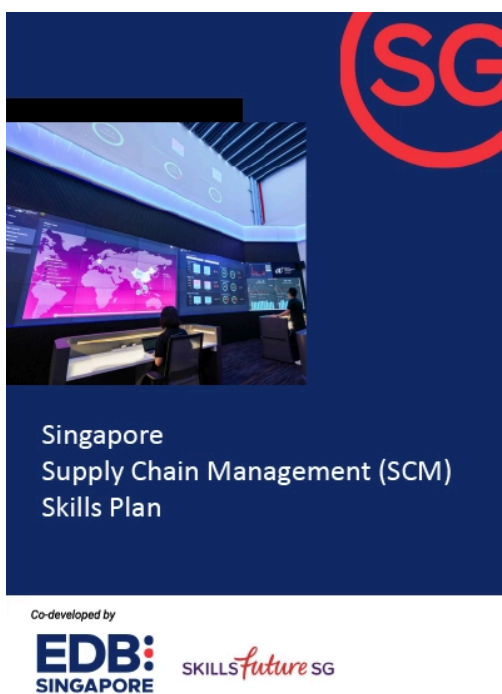 SG
Singapore
Supply Chain Management (SCM)
Skills Plan
Co-developed by
EDB:
SINGAPORE
SKILLS future SG